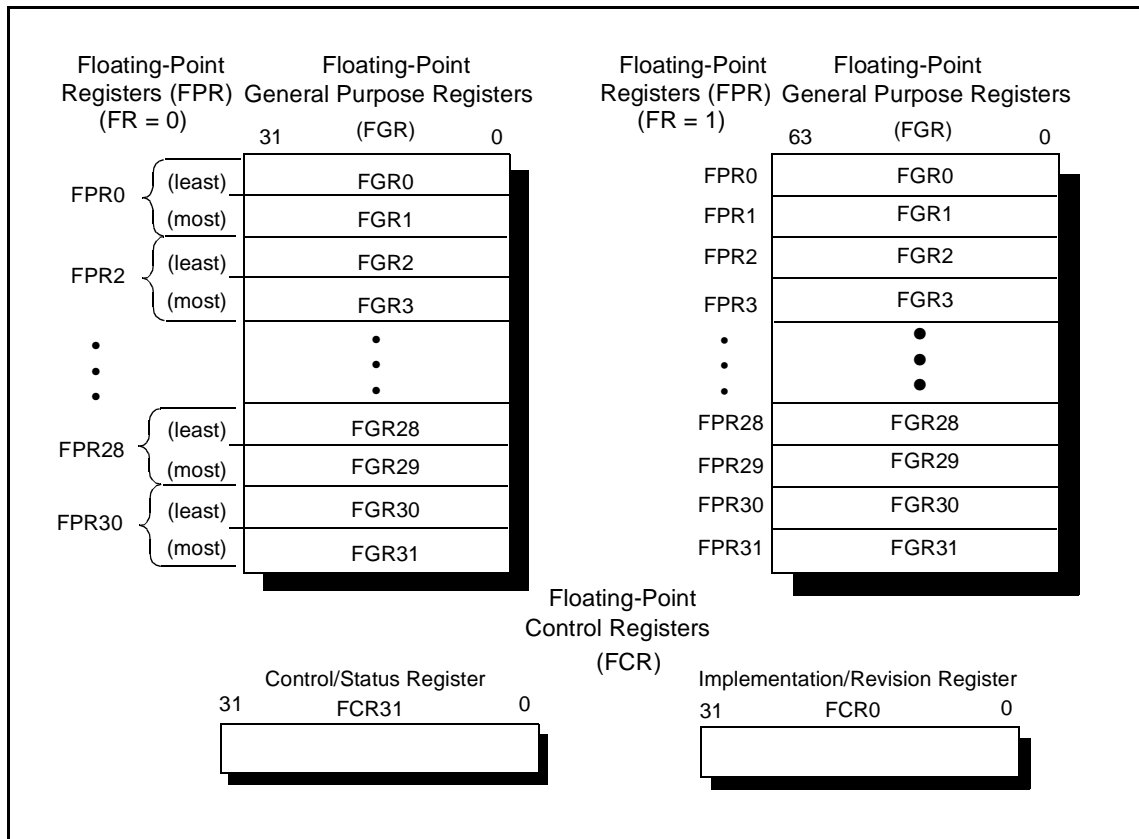 Floating-Point
Registers (FPR)
(FR = 0)
Floating-Point
General Purpose Registers
(FGR)
31
0
FPR0
(least)
FGR0
(most)
FGR1
FPR2
(least)
FGR2
(most)
FGR3
FPR28
(least)
FGR28
(most)
FGR29
FPR30
(least)
FGR30
(most)
FGR31
Floating-Point
Registers (FPR)
(FR = 1)
Floating-Point
General Purpose Registers
(FGR)
63
0
FPR0
FGR0
FPR1
FGR1
FPR2
FGR2
FPR3
FGR3
FPR28
FGR28
FPR29
FGR29
FPR30
FGR30
FPR31
FGR31
Floating-Point
Control Registers
(FCR)
Control/Status Register
31
FCR31
0
Implementation/Revision Register
31
FCR0
0